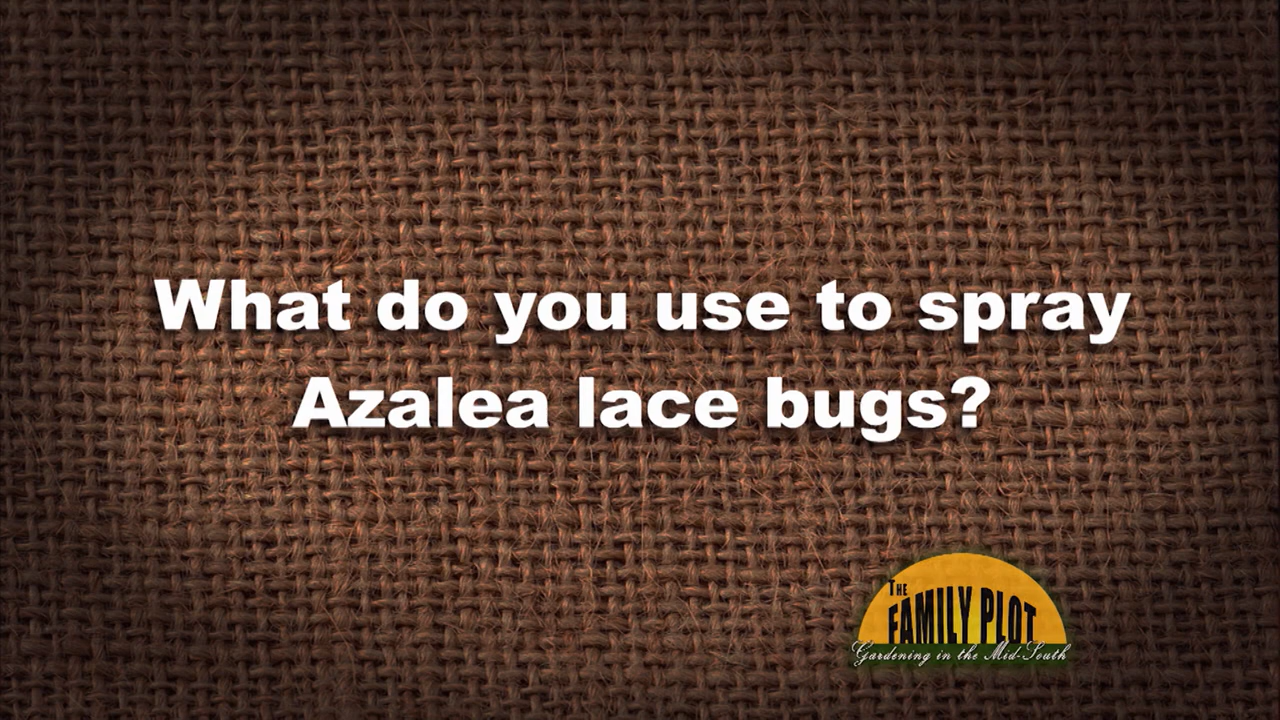 What do you use to spray
Azalea lace bugs?
THE
FAMILY PLOT
Gardening in the Mid-South